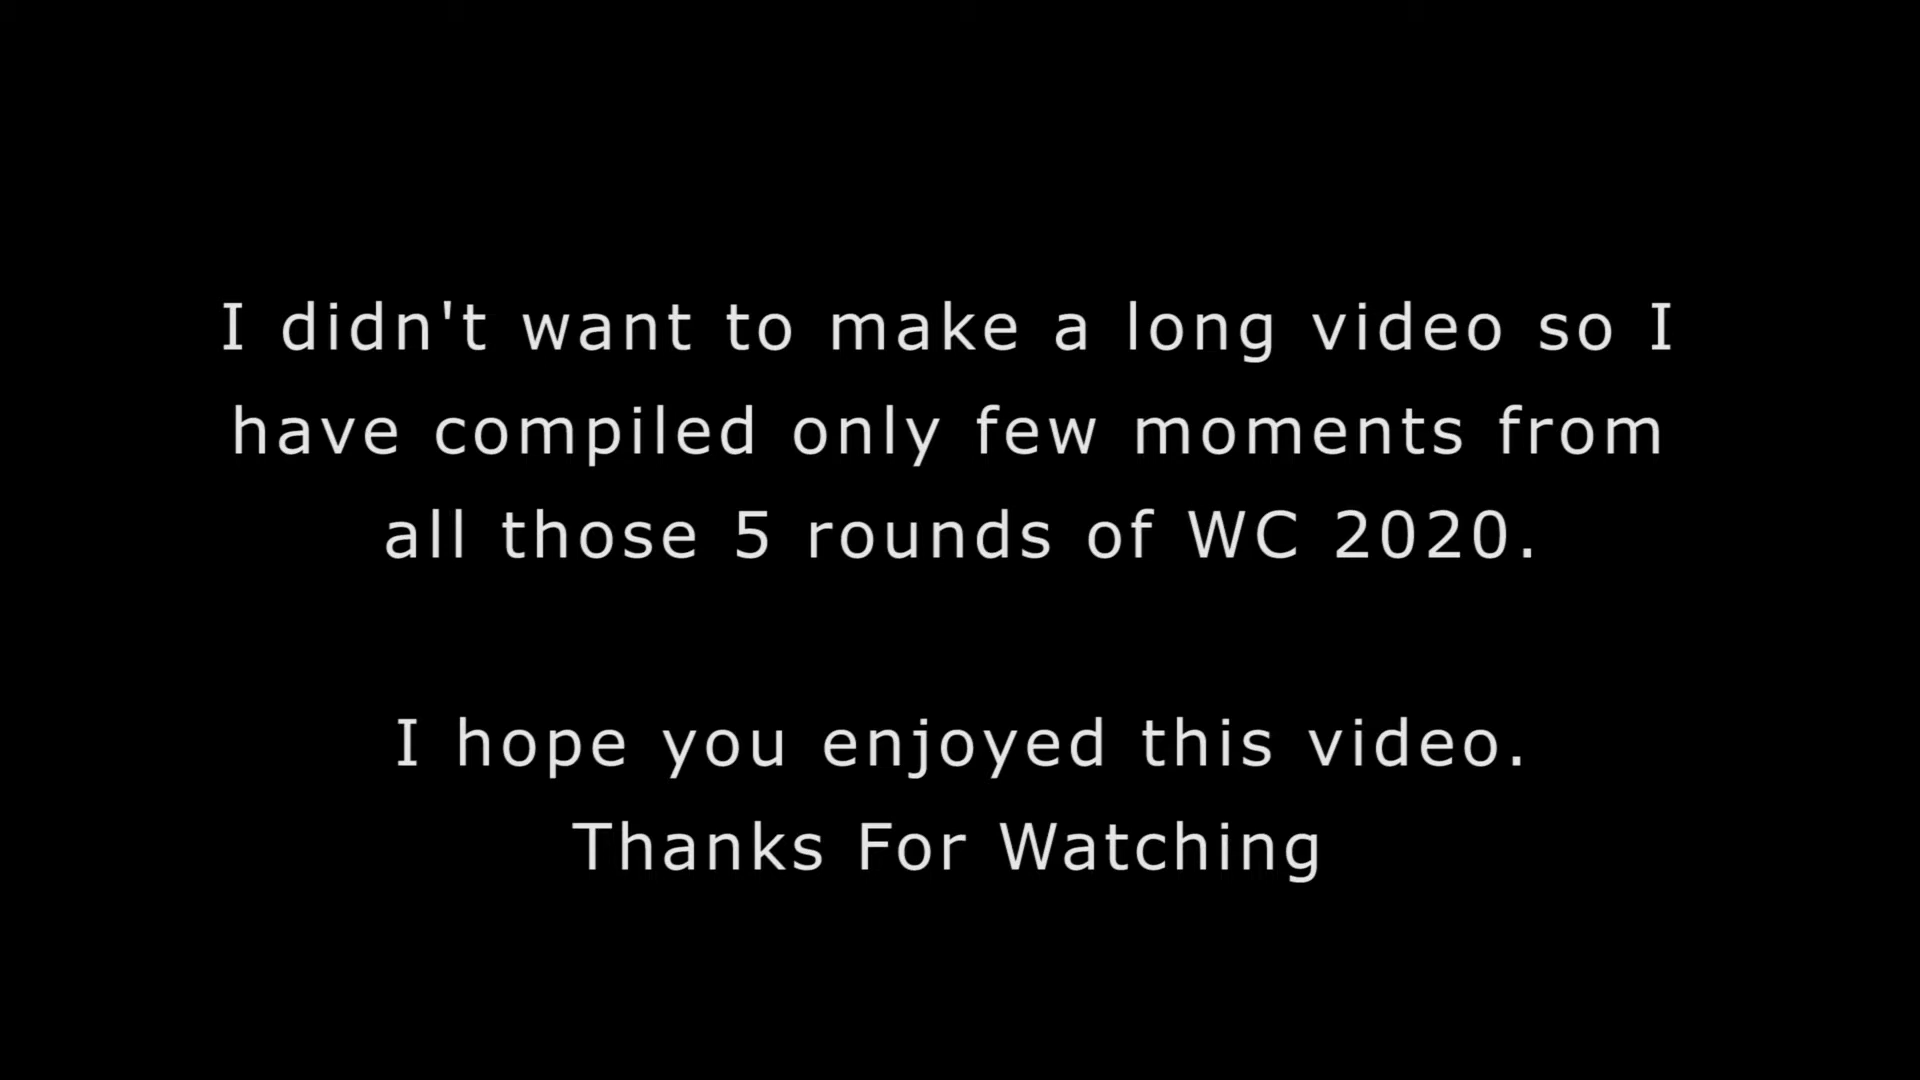 I didn't want to make a long video so I
have compiled only few moments from
all those 5 rounds of WC 2020.
I hope you enjoyed this video.
Thanks For Watching